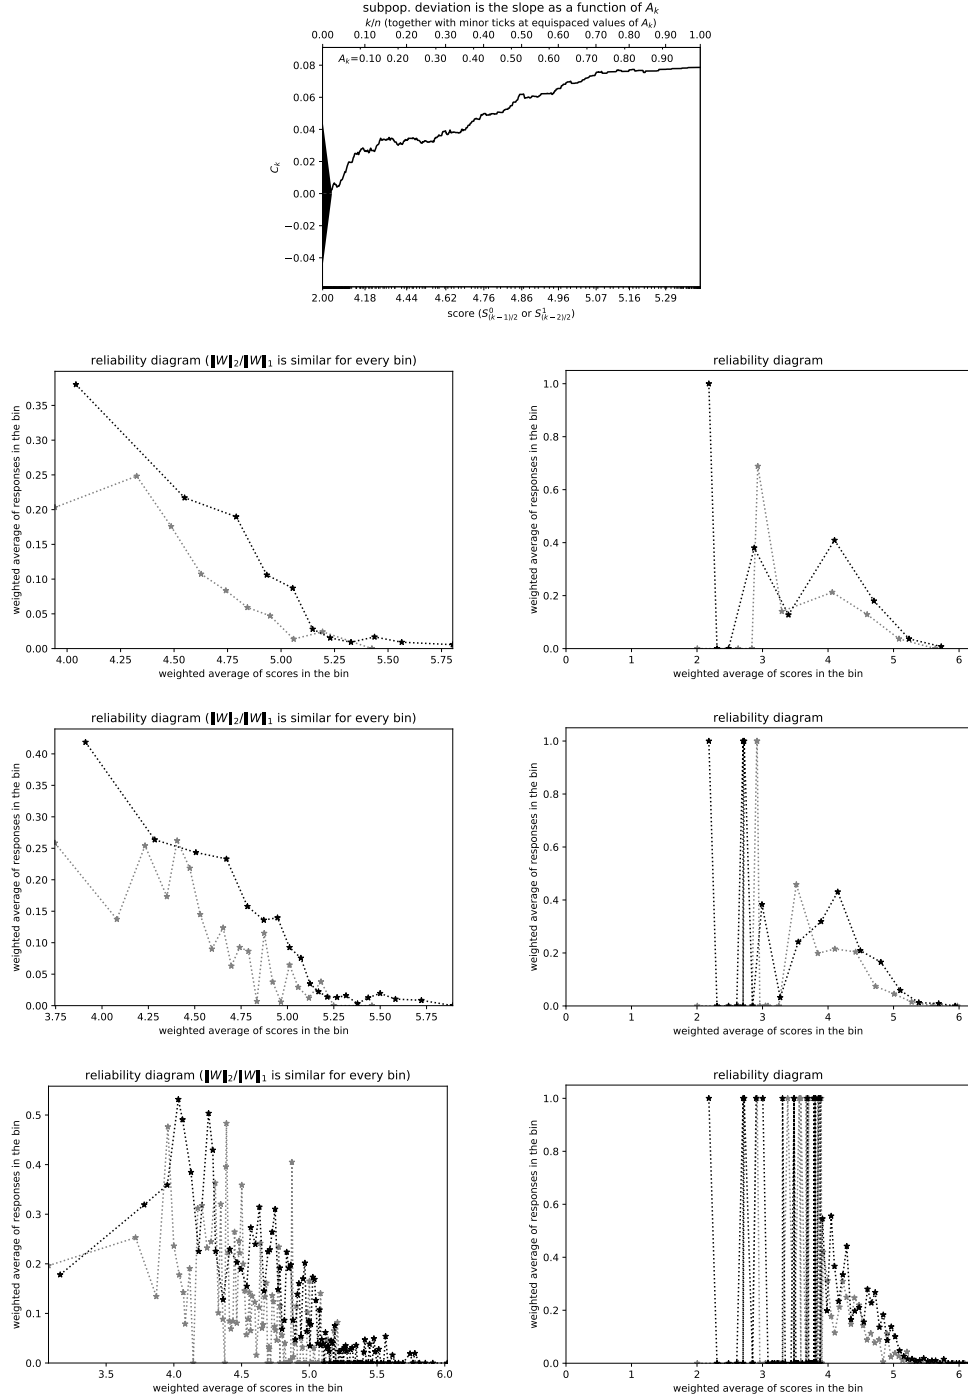 subpop. deviation is the slope as a function of A_k
k/n (together with minor ticks at equispaced values of A_k)
0.00 0.10 0.20 0.30 0.40 0.50 0.60 0.70 0.80 0.90 1.00
A_k=0.10 0.20 0.30 0.40 0.50 0.60 0.70 0.80 0.90
0.08
0.06
0.04
0.02
0.00
−0.02
−0.04
C_k
2.00 4.18 4.44 4.62 4.76 4.86 4.96 5.07 5.16 5.29
score (S^0_{(k−1)/2} or S^1_{(k−2)/2})
reliability diagram (‖W‖_2/‖W‖_1 is similar for every bin)
weighted average of responses in the bin
0.35
0.30
0.25
0.20
0.15
0.10
0.05
0.00
4.00 4.25 4.50 4.75 5.00 5.25 5.50 5.75
weighted average of scores in the bin
reliability diagram
weighted average of responses in the bin
1.0
0.8
0.6
0.4
0.2
0.0
0 1 2 3 4 5 6
weighted average of scores in the bin
reliability diagram (‖W‖_2/‖W‖_1 is similar for every bin)
weighted average of responses in the bin
0.40
0.35
0.30
0.25
0.20
0.15
0.10
0.05
0.00
3.75 4.00 4.25 4.50 4.75 5.00 5.25 5.50 5.75
weighted average of scores in the bin
reliability diagram
weighted average of responses in the bin
1.0
0.8
0.6
0.4
0.2
0.0
0 1 2 3 4 5 6
weighted average of scores in the bin
reliability diagram (‖W‖_2/‖W‖_1 is similar for every bin)
weighted average of responses in the bin
0.5
0.4
0.3
0.2
0.1
0.0
3.5 4.0 4.5 5.0 5.5 6.0
weighted average of scores in the bin
reliability diagram
weighted average of responses in the bin
1.0
0.8
0.6
0.4
0.2
0.0
0 1 2 3 4 5 6
weighted average of scores in the bin